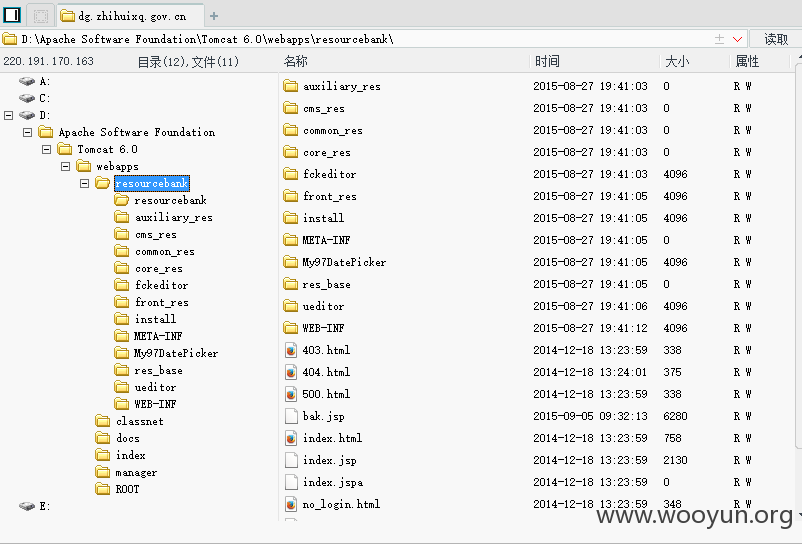 dg.zhihuixq.gov.cn
D:\Apache Software Foundation\Tomcat 6.0\webapps\resourcebank\
读取
220.191.170.163 目录(12),文件(11)
名称 时间 大小 属性
A:
C:
D:
Apache Software Foundation
Tomcat 6.0
webapps
resourcebank
resourcebank
auxiliary_res
cms_res
common_res
core_res
fckeditor
front_res
install
META-INF
My97DatePicker
res_base
ueditor
WEB-INF
classnet
docs
index
manager
ROOT
E:
auxiliary_res 2015-08-27 19:41:03 0 R W
cms_res 2015-08-27 19:41:03 0 R W
common_res 2015-08-27 19:41:03 0 R W
core_res 2015-08-27 19:41:03 0 R W
fckeditor 2015-08-27 19:41:03 4096 R W
front_res 2015-08-27 19:41:05 4096 R W
install 2015-08-27 19:41:05 4096 R W
META-INF 2015-08-27 19:41:05 0 R W
My97DatePicker 2015-08-27 19:41:05 4096 R W
res_base 2015-08-27 19:41:05 0 R W
ueditor 2015-08-27 19:41:06 4096 R W
WEB-INF 2015-08-27 19:41:12 4096 R W
403.html 2014-12-18 13:23:59 338 R W
404.html 2014-12-18 13:24:01 375 R W
500.html 2014-12-18 13:23:59 338 R W
bak.jsp 2015-09-05 09:32:13 6280 R W
index.html 2014-12-18 13:23:59 758 R W
index.jsp 2014-12-18 13:23:59 2130 R W
index.jspa 2014-12-18 13:23:59 0 R W
no_login.html 2014-12-18 13:23:59 348 R W
www.wooyun.org